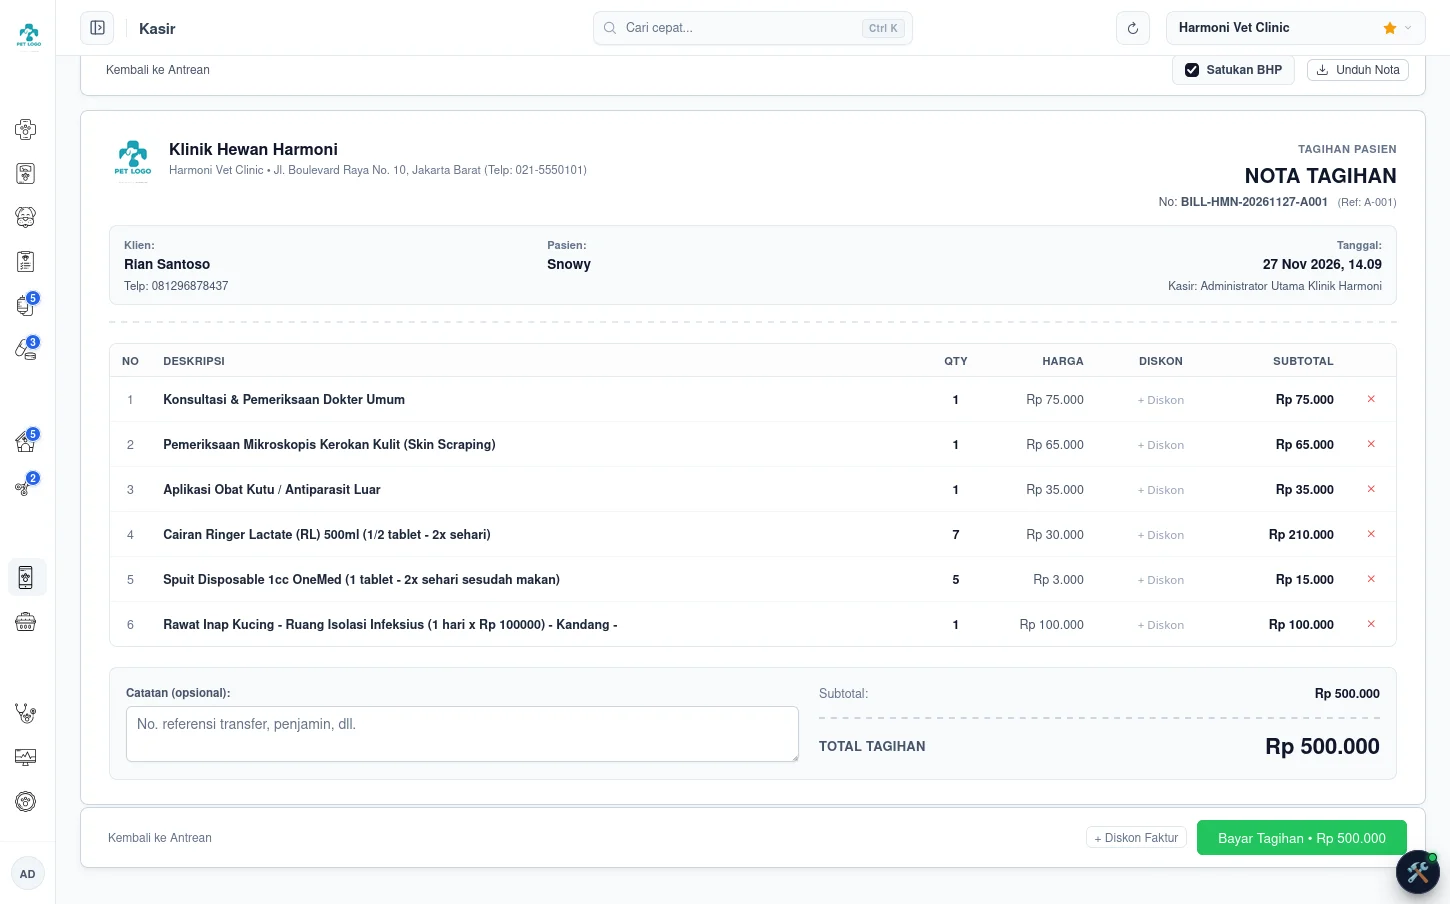 PET LOGO
Kasir
Cari cepat...
Ctrl K
Harmoni Vet Clinic
Kembali ke Antrean
Satukan BHP
Unduh Nota
PET LOGO
Klinik Hewan Harmoni
Harmoni Vet Clinic • Jl. Boulevard Raya No. 10, Jakarta Barat (Telp: 021-5550101)
TAGIHAN PASIEN
NOTA TAGIHAN
No: BILL-HMN-20261127-A001 (Ref: A-001)
Klien:
Rian Santoso
Telp: 081296878437
Pasien:
Snowy
Tanggal:
27 Nov 2026, 14.09
Kasir: Administrator Utama Klinik Harmoni
NO DESKRIPSI QTY HARGA DISKON SUBTOTAL
1 Konsultasi & Pemeriksaan Dokter Umum 1 Rp 75.000 + Diskon Rp 75.000 ×
2 Pemeriksaan Mikroskopis Kerokan Kulit (Skin Scraping) 1 Rp 65.000 + Diskon Rp 65.000 ×
3 Aplikasi Obat Kutu / Antiparasit Luar 1 Rp 35.000 + Diskon Rp 35.000 ×
4 Cairan Ringer Lactate (RL) 500ml (1/2 tablet - 2x sehari) 7 Rp 30.000 + Diskon Rp 210.000 ×
5 Spuit Disposable 1cc OneMed (1 tablet - 2x sehari sesudah makan) 5 Rp 3.000 + Diskon Rp 15.000 ×
6 Rawat Inap Kucing - Ruang Isolasi Infeksius (1 hari x Rp 100000) - Kandang - 1 Rp 100.000 + Diskon Rp 100.000 ×
Catatan (opsional):
No. referensi transfer, penjamin, dll.
Subtotal: Rp 500.000
TOTAL TAGIHAN Rp 500.000
Kembali ke Antrean
+ Diskon Faktur
Bayar Tagihan • Rp 500.000
5
3
5
2
AD